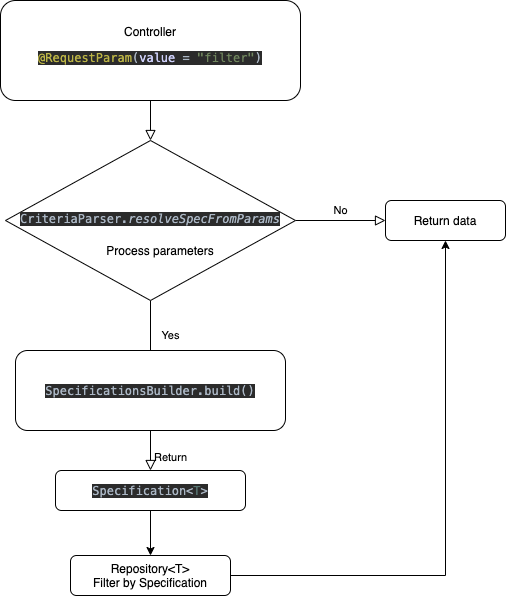 Controller
@RequestParam(value = "filter")
CriteriaParser.resolveSpecFromParams
Process parameters
No
Return data
Yes
SpecificationsBuilder.build()
Return
Specification<T>
Repository<T>
Filter by Specification